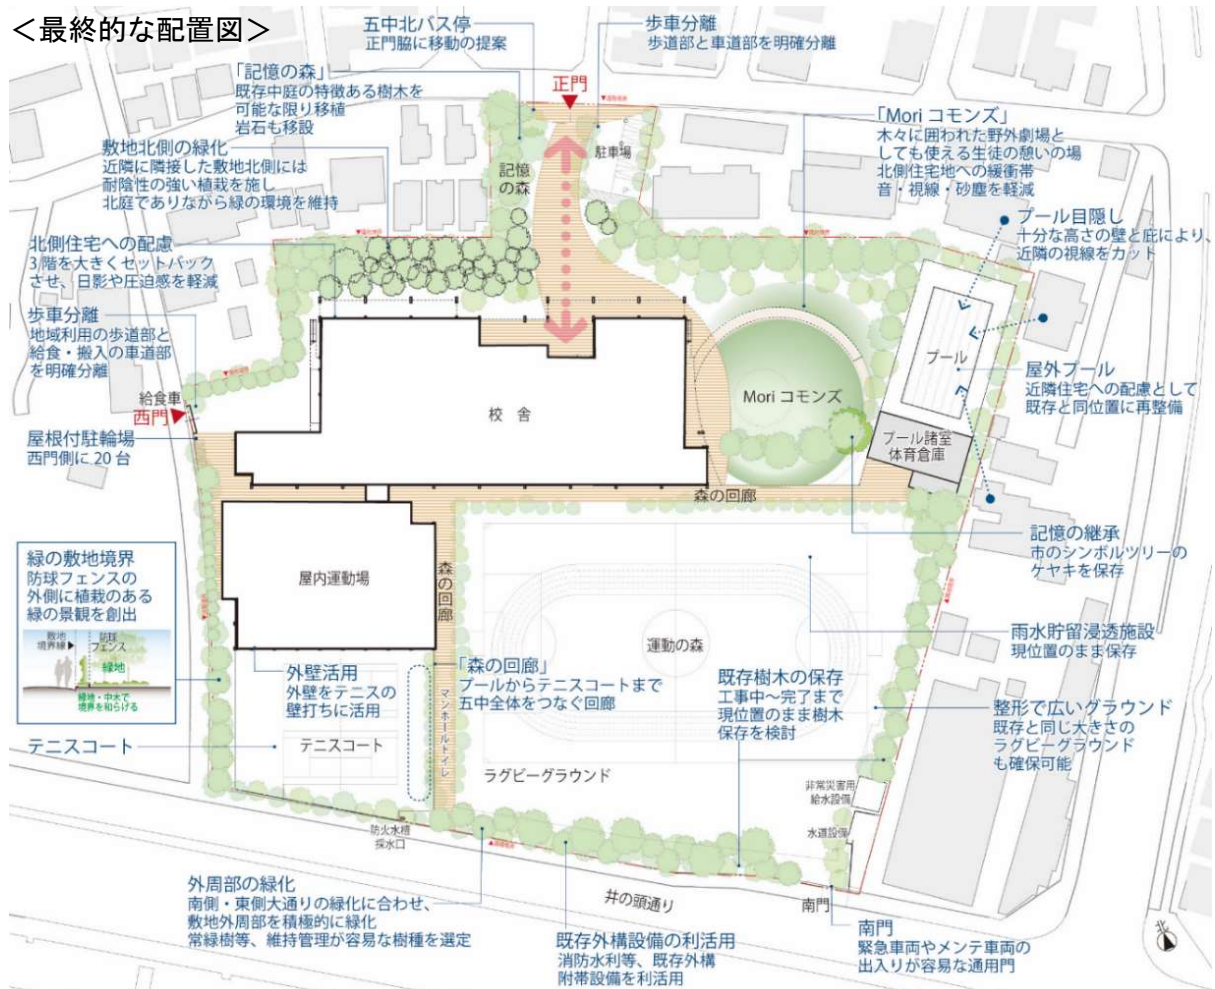 ＜最終的な配置図＞
五中北バス停
正門脇に移動の提案
歩車分離
歩道部と車道部を明確分離
「記憶の森」
既存中庭の特徴ある樹木を
可能な限り移植
岩石も移設
正門
駐車場
記憶
の森
「Mori コモンズ」
木々に囲われた野外劇場と
しても使える生徒の憩いの場
北側住宅地への緩衝帯
音・視線・砂塵を軽減
敷地北側の緑化
近隣に隣接した敷地北側には
耐陰性の強い植栽を施し
北庭でありながら緑の環境を維持
プール目隠し
十分な高さの壁と庇により、
近隣の視線をカット
北側住宅への配慮
3 階を大きくセットバック
させ、日影や圧迫感を軽減
歩車分離
地域利用の歩道部と
給食・搬入の車道部
を明確分離
給食車
西門
屋根付駐輪場
西門側に 20 台
校 舎
Mori コモンズ
プール
屋外プール
近隣住宅への配慮として
既存と同位置に再整備
プール諸室
体育倉庫
森の回廊
記憶の継承
市のシンボルツリーの
ケヤキを保存
緑の敷地境界
防球フェンスの
外側に植栽のある
緑の景観を創出
敷地
境界線
防球
フェンス
緑地
緑地・中木で
境界を和らげる
屋内運動場
森の回廊
運動の森
雨水貯留浸透施設
現位置のまま保存
外壁活用
外壁をテニスの
壁打ちに活用
「森の回廊」
プールからテニスコートまで
五中全体をつなぐ回廊
既存樹木の保存
工事中～完了まで
現位置のまま樹木
保存を検討
整形で広いグラウンド
既存と同じ大きさの
ラグビーグラウンド
も確保可能
テニスコート
テニスコート
マンホールトイレ
ラグビーグラウンド
非常災害用
給水設備
水道設備
防火水槽
採水口
外周部の緑化
南側・東側大通りの緑化に合わせ、
敷地外周部を積極的に緑化
常緑樹等、維持管理が容易な樹種を選定
井の頭通り
南門
既存外構設備の利活用
消防水利等、既存外構
附帯設備を利活用
南門
緊急車両やメンテ車両の
出入りが容易な通用門
北